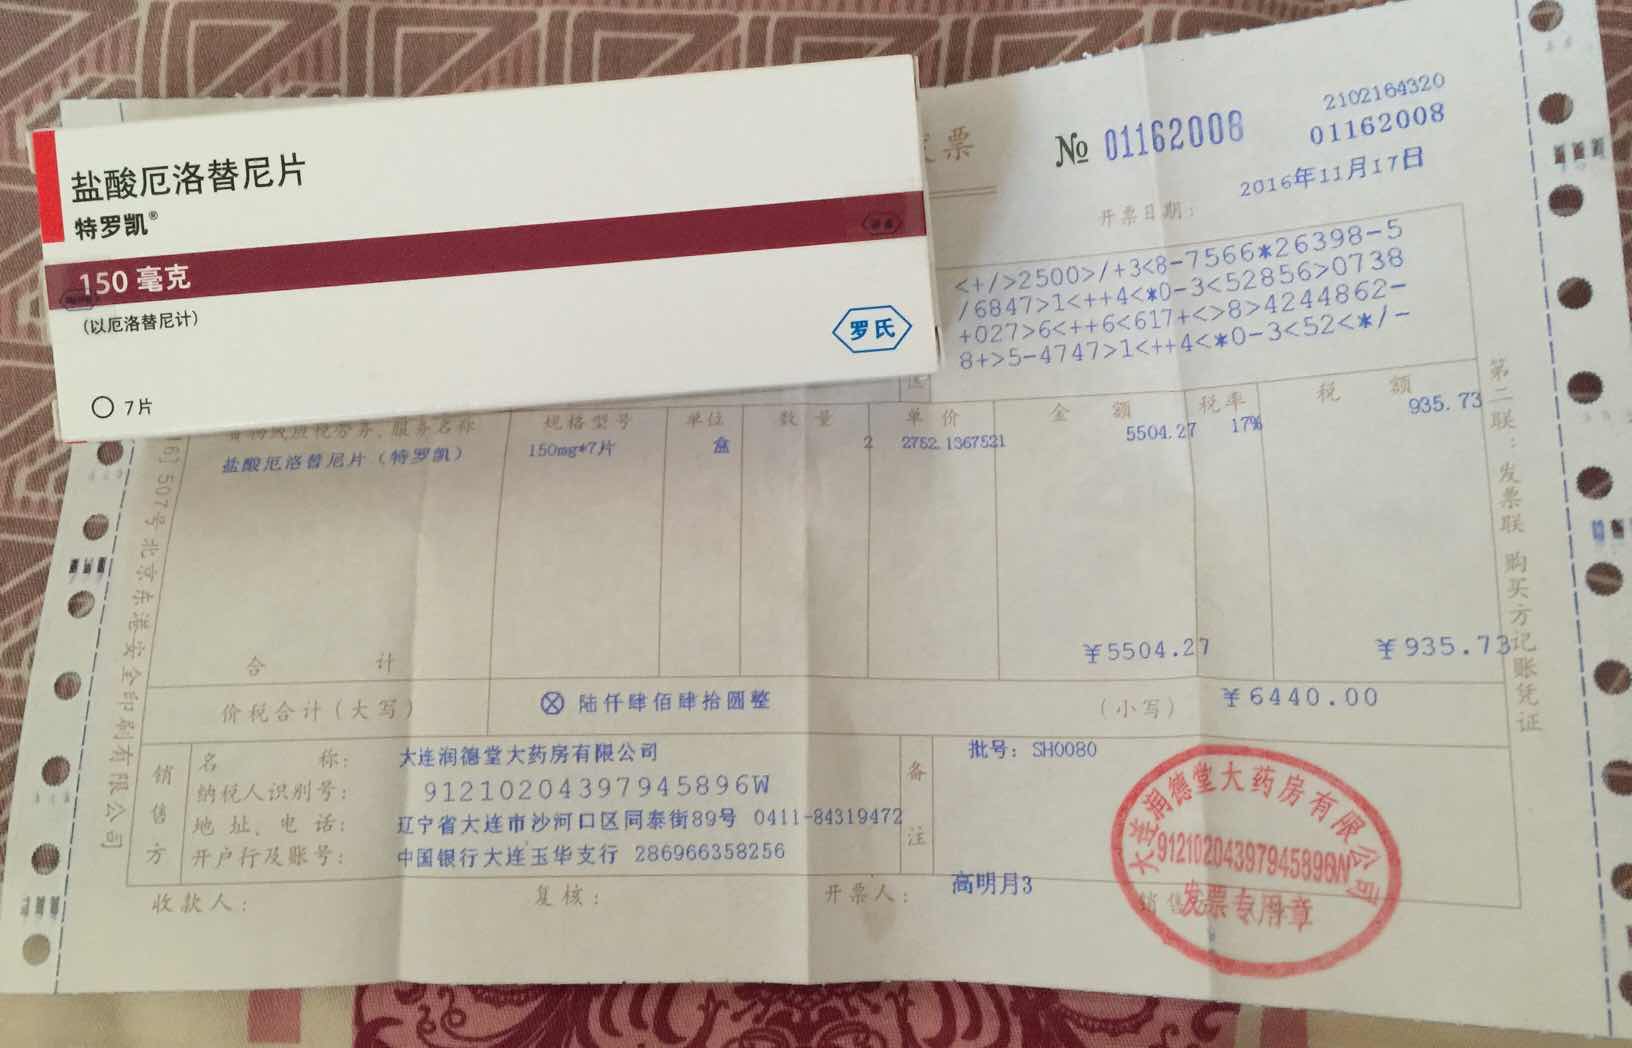 盐酸厄洛替尼片
特罗凯®
150 毫克
(以厄洛替尼计)
7片
罗氏
票
№ 01162008
2102164320
01162008
开票日期:
2016年11月17日
<+/>2500>/+3<8-7566*26398-5
/6847>1<++4<*0-3<52856>0738
+027>6<++6<617+<>8>4244862-
8+>5-4747>1<++4<*0-3<52<*/-
服务名称 规格型号 单位 数量 单价 金额 税率 税额
盐酸厄洛替尼片(特罗凯) 150mg*7片 盒 2 2752.1367521 5504.27 17% 935.73
合计 ¥5504.27 ¥935.73
价税合计(大写) ⊗陆仟肆佰肆拾圆整 (小写) ¥6440.00
销售方
名称: 大连润德堂大药房有限公司
纳税人识别号: 91210204397945896W
地址、电话: 辽宁省大连市沙河口区同泰街89号 0411-84319472
开户行及账号: 中国银行大连玉华支行 286966358256
备注
批号: SH0080
收款人: 复核: 开票人: 高明月3 销售
大连润德堂大药房有限公司
91210204397945896W
发票专用章
第二联:发票联 购买方记账凭证
507号北京东港安全印刷有限公司